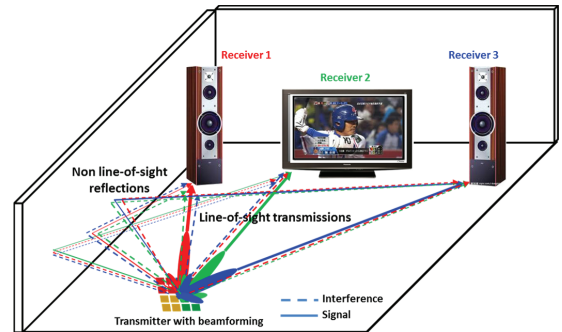 Receiver 1
Receiver 2
Receiver 3
Non line-of-sight
reflections
Line-of-sight transmissions
Interference
Signal
Transmitter with beamforming